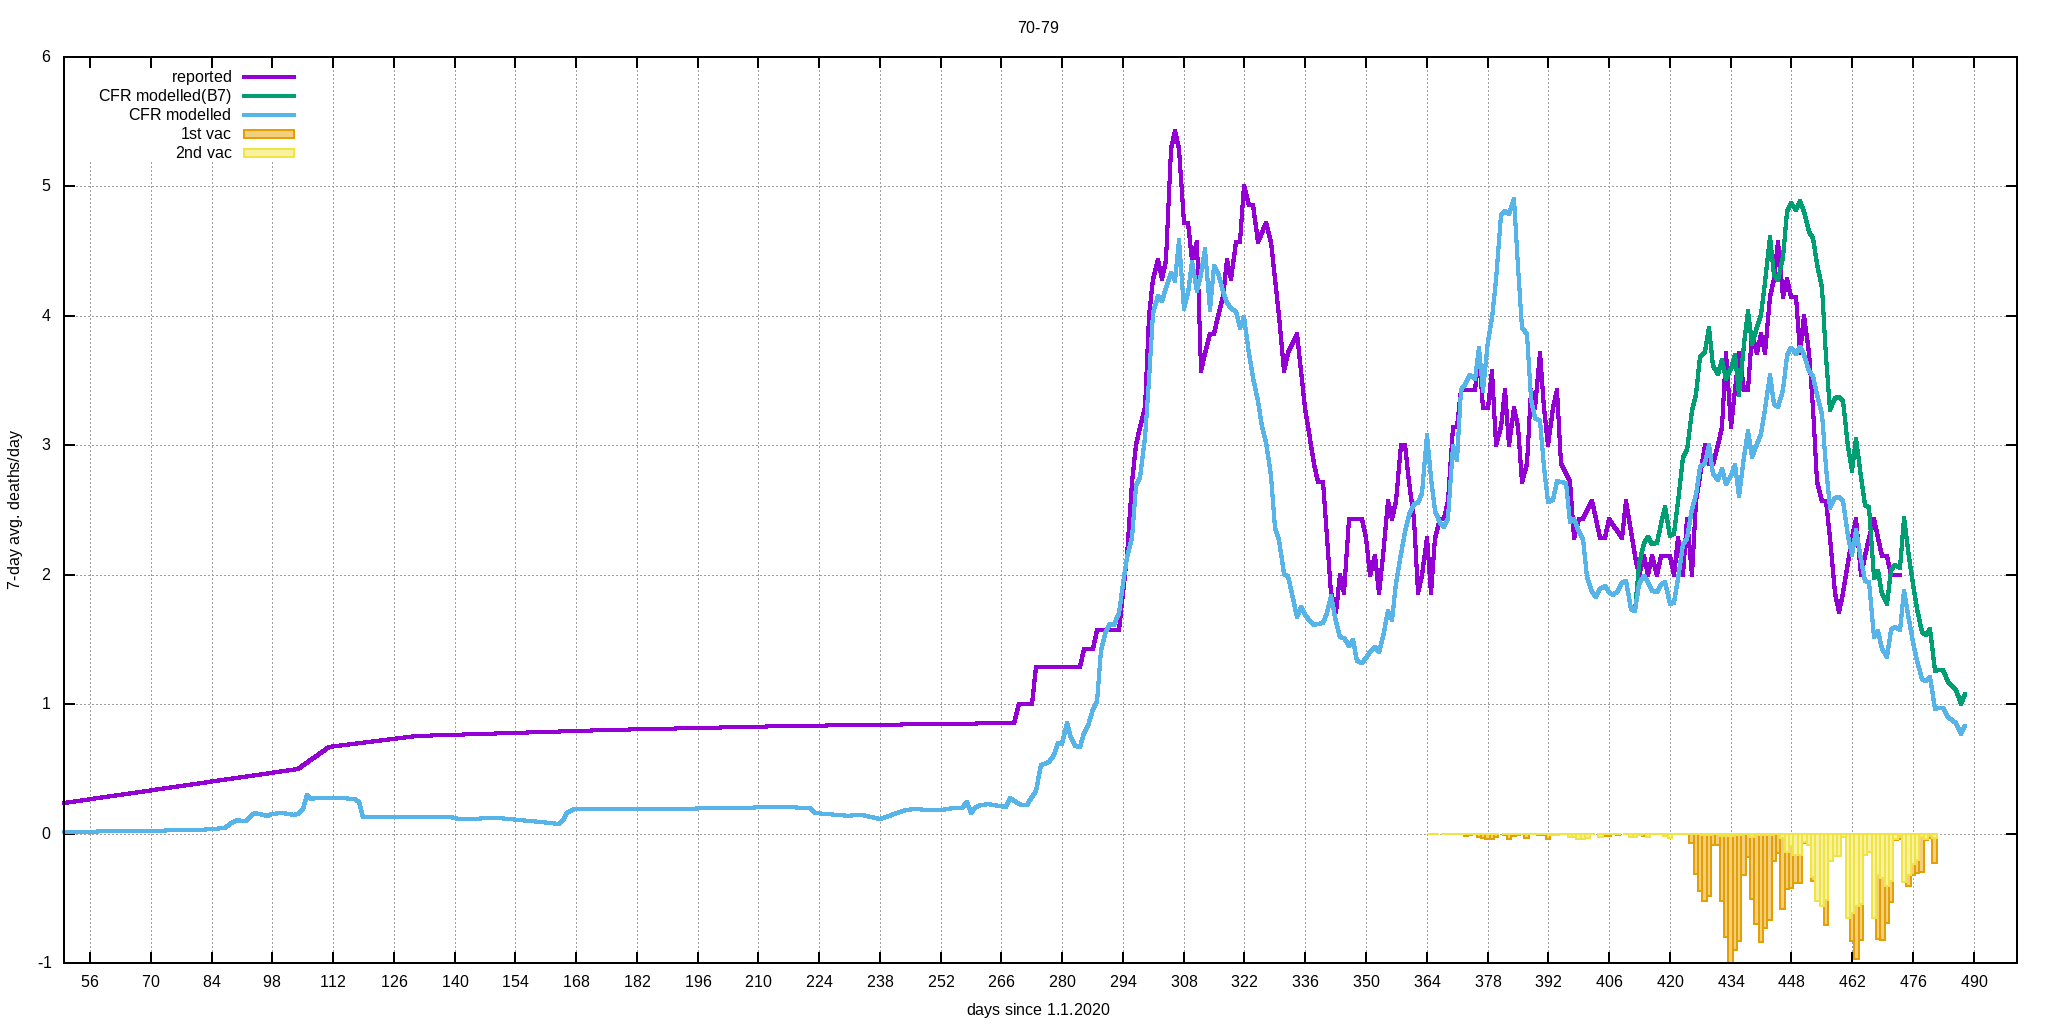 70-79
reported
CFR modelled(B7)
CFR modelled
1st vac
2nd vac
6
5
4
3
2
1
0
-1
7-day avg. deaths/day
56 70 84 98 112 126 140 154 168 182 196 210 224 238 252 266 280 294 308 322 336 350 364 378 392 406 420 434 448 462 476 490
days since 1.1.2020